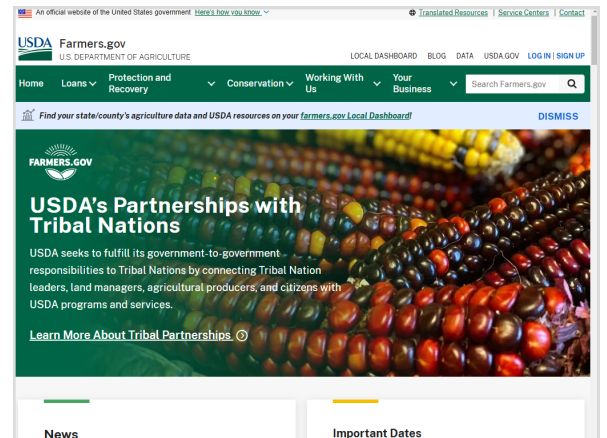 An official website of the United States government Here's how you know
Translated Resources | Service Centers | Contact
USDA Farmers.gov
U.S. DEPARTMENT OF AGRICULTURE
LOCAL DASHBOARD BLOG DATA USDA.GOV LOG IN | SIGN UP
Home Loans Protection and Recovery Conservation Working With Us Your Business Search Farmers.gov
Find your state/county's agriculture data and USDA resources on your farmers.gov Local Dashboard!
DISMISS
FARMERS.GOV
USDA's Partnerships with
Tribal Nations
USDA seeks to fulfill its government-to-government
responsibilities to Tribal Nations by connecting Tribal Nation
leaders, land managers, agricultural producers, and citizens with
USDA programs and services.
Learn More About Tribal Partnerships
News
Important Dates